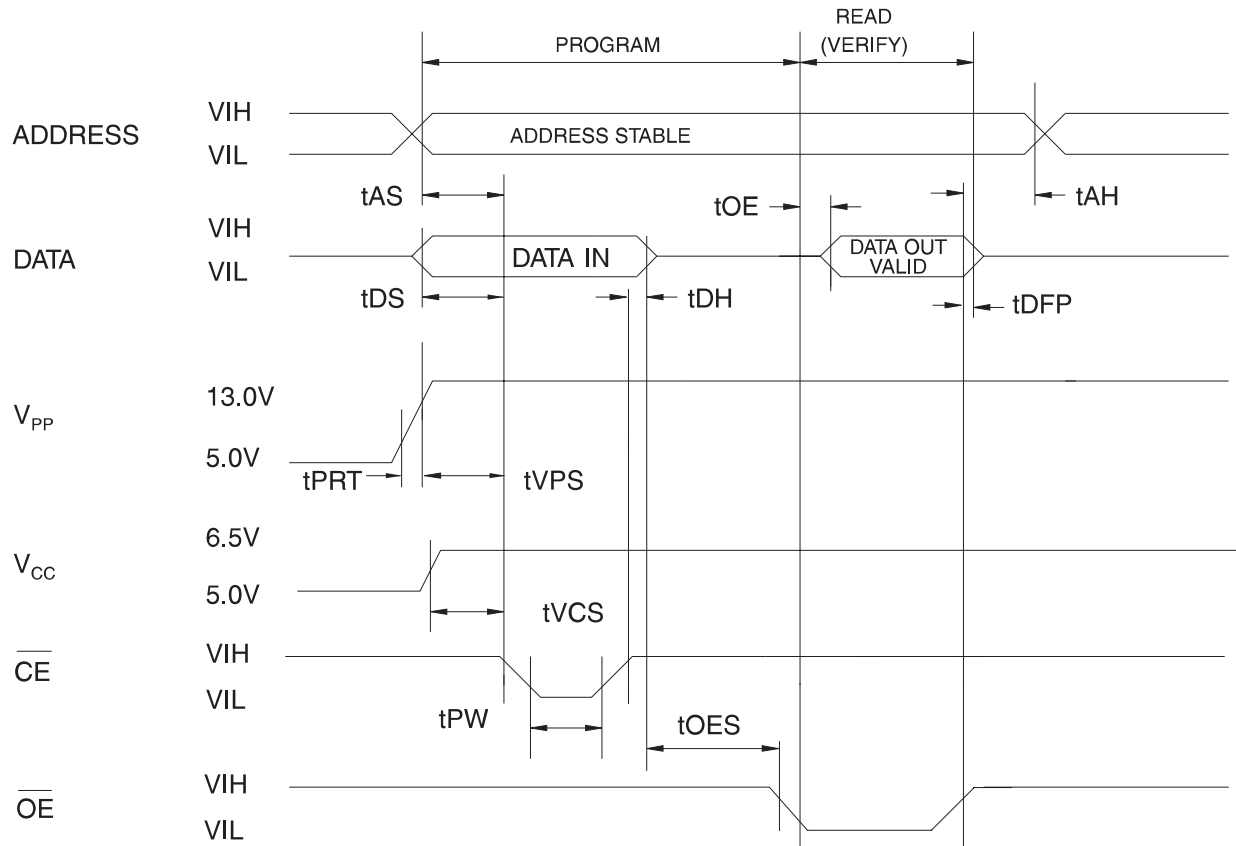 READ
PROGRAM (VERIFY)
VIH
ADDRESS ADDRESS STABLE
VIL
tAS tOE tAH
VIH
DATA DATA IN DATA OUT
VIL VALID
tDS tDH tDFP
13.0V
VPP
5.0V
tPRT tVPS
6.5V
VCC
5.0V
tVCS
VIH
CE
VIL
tPW tOES
VIH
OE
VIL